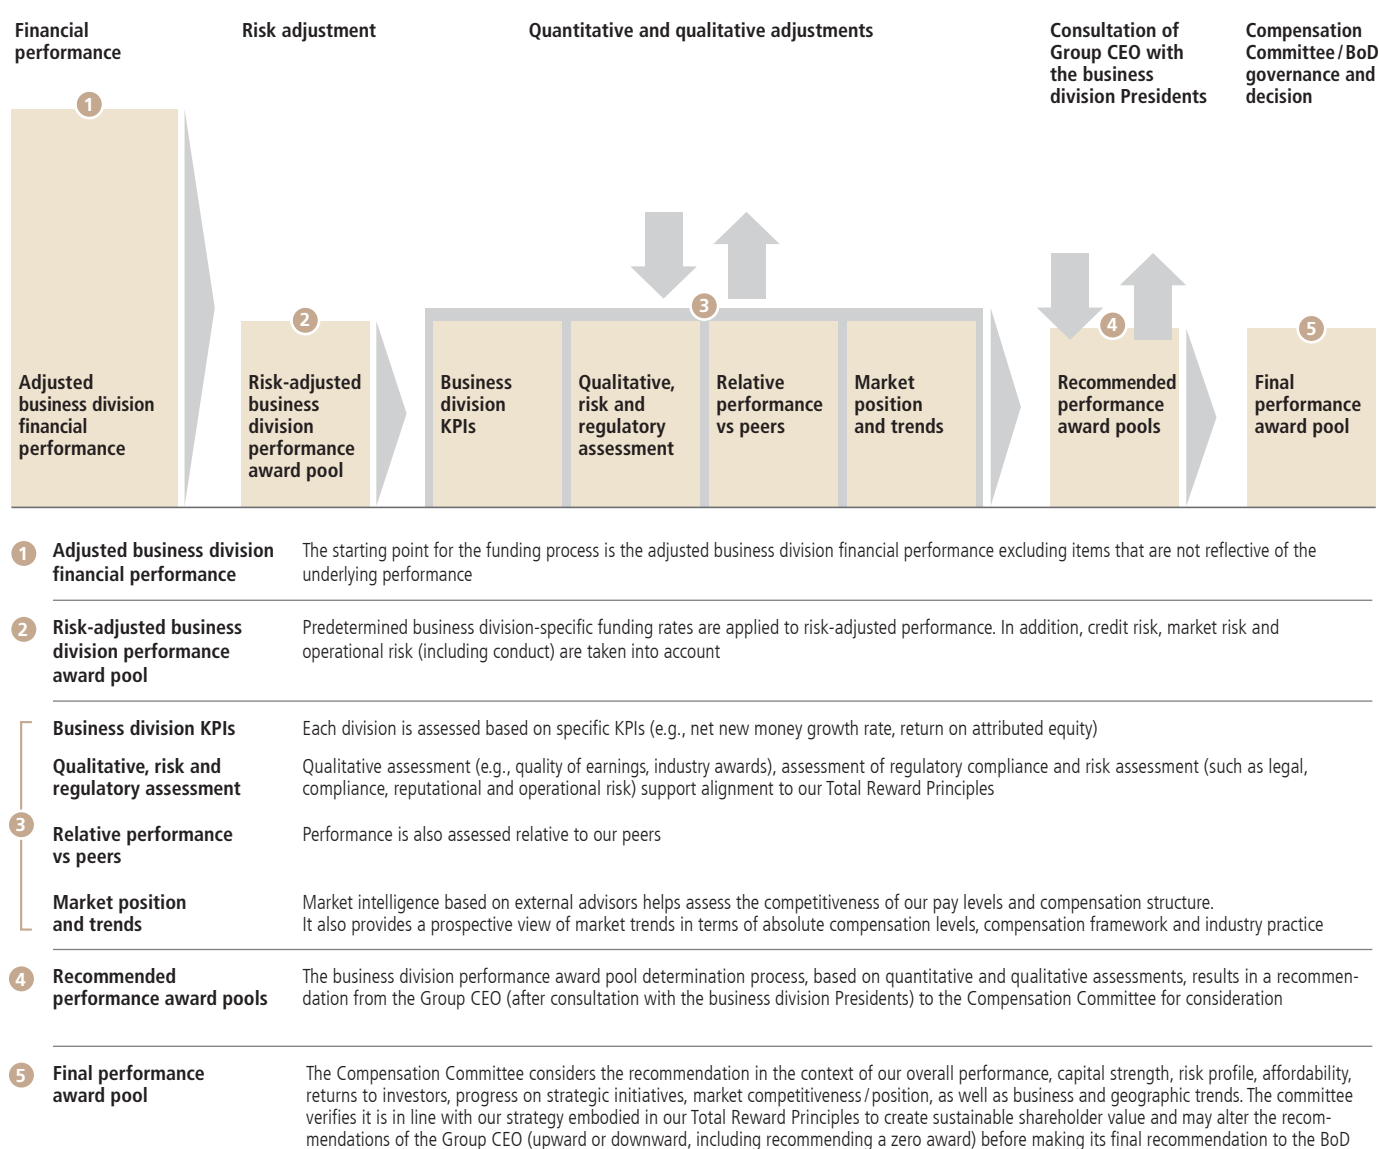 Financial
performance
Risk adjustment
Quantitative and qualitative adjustments
Consultation of
Group CEO with
the business
division Presidents
Compensation
Committee/BoD
governance and
decision
1
2
3
4
5
Adjusted
business division
financial
performance
Risk-adjusted
business
division
performance
award pool
Business
division
KPIs
Qualitative,
risk and
regulatory
assessment
Relative
performance
vs peers
Market
position
and trends
Recommended
performance
award pools
Final
performance
award pool
1
Adjusted business division
financial performance
The starting point for the funding process is the adjusted business division financial performance excluding items that are not reflective of the
underlying performance
2
Risk-adjusted business
division performance
award pool
Predetermined business division-specific funding rates are applied to risk-adjusted performance. In addition, credit risk, market risk and
operational risk (including conduct) are taken into account
3
Business division KPIs
Each division is assessed based on specific KPIs (e.g., net new money growth rate, return on attributed equity)
Qualitative, risk and
regulatory assessment
Qualitative assessment (e.g., quality of earnings, industry awards), assessment of regulatory compliance and risk assessment (such as legal,
compliance, reputational and operational risk) support alignment to our Total Reward Principles
Relative performance
vs peers
Performance is also assessed relative to our peers
Market position
and trends
Market intelligence based on external advisors helps assess the competitiveness of our pay levels and compensation structure.
It also provides a prospective view of market trends in terms of absolute compensation levels, compensation framework and industry practice
4
Recommended
performance award pools
The business division performance award pool determination process, based on quantitative and qualitative assessments, results in a recommen-
dation from the Group CEO (after consultation with the business division Presidents) to the Compensation Committee for consideration
5
Final performance
award pool
The Compensation Committee considers the recommendation in the context of our overall performance, capital strength, risk profile, affordability,
returns to investors, progress on strategic initiatives, market competitiveness/position, as well as business and geographic trends. The committee
verifies it is in line with our strategy embodied in our Total Reward Principles to create sustainable shareholder value and may alter the recom-
mendations of the Group CEO (upward or downward, including recommending a zero award) before making its final recommendation to the BoD